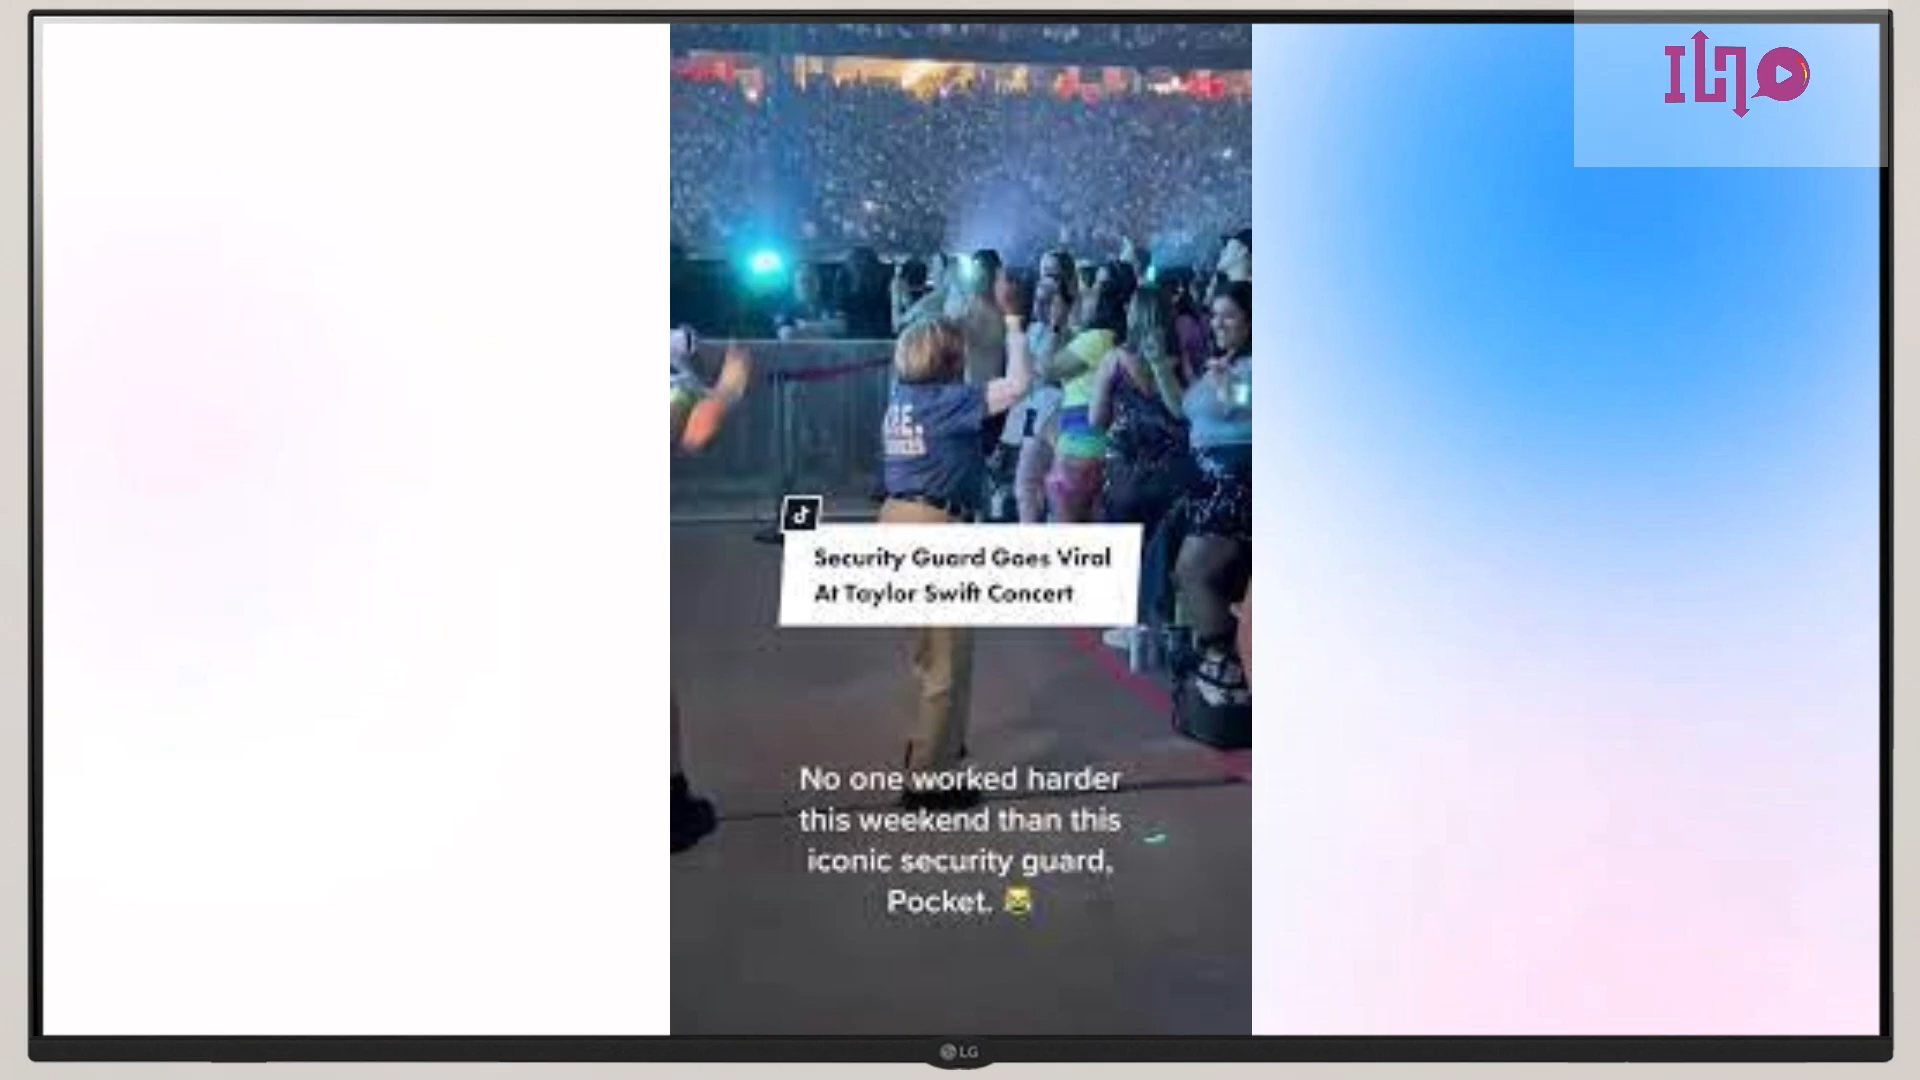 Security Guard Goes Viral
At Taylor Swift Concert
No one worked harder
this weekend than this
iconic security guard,
Pocket.
LG